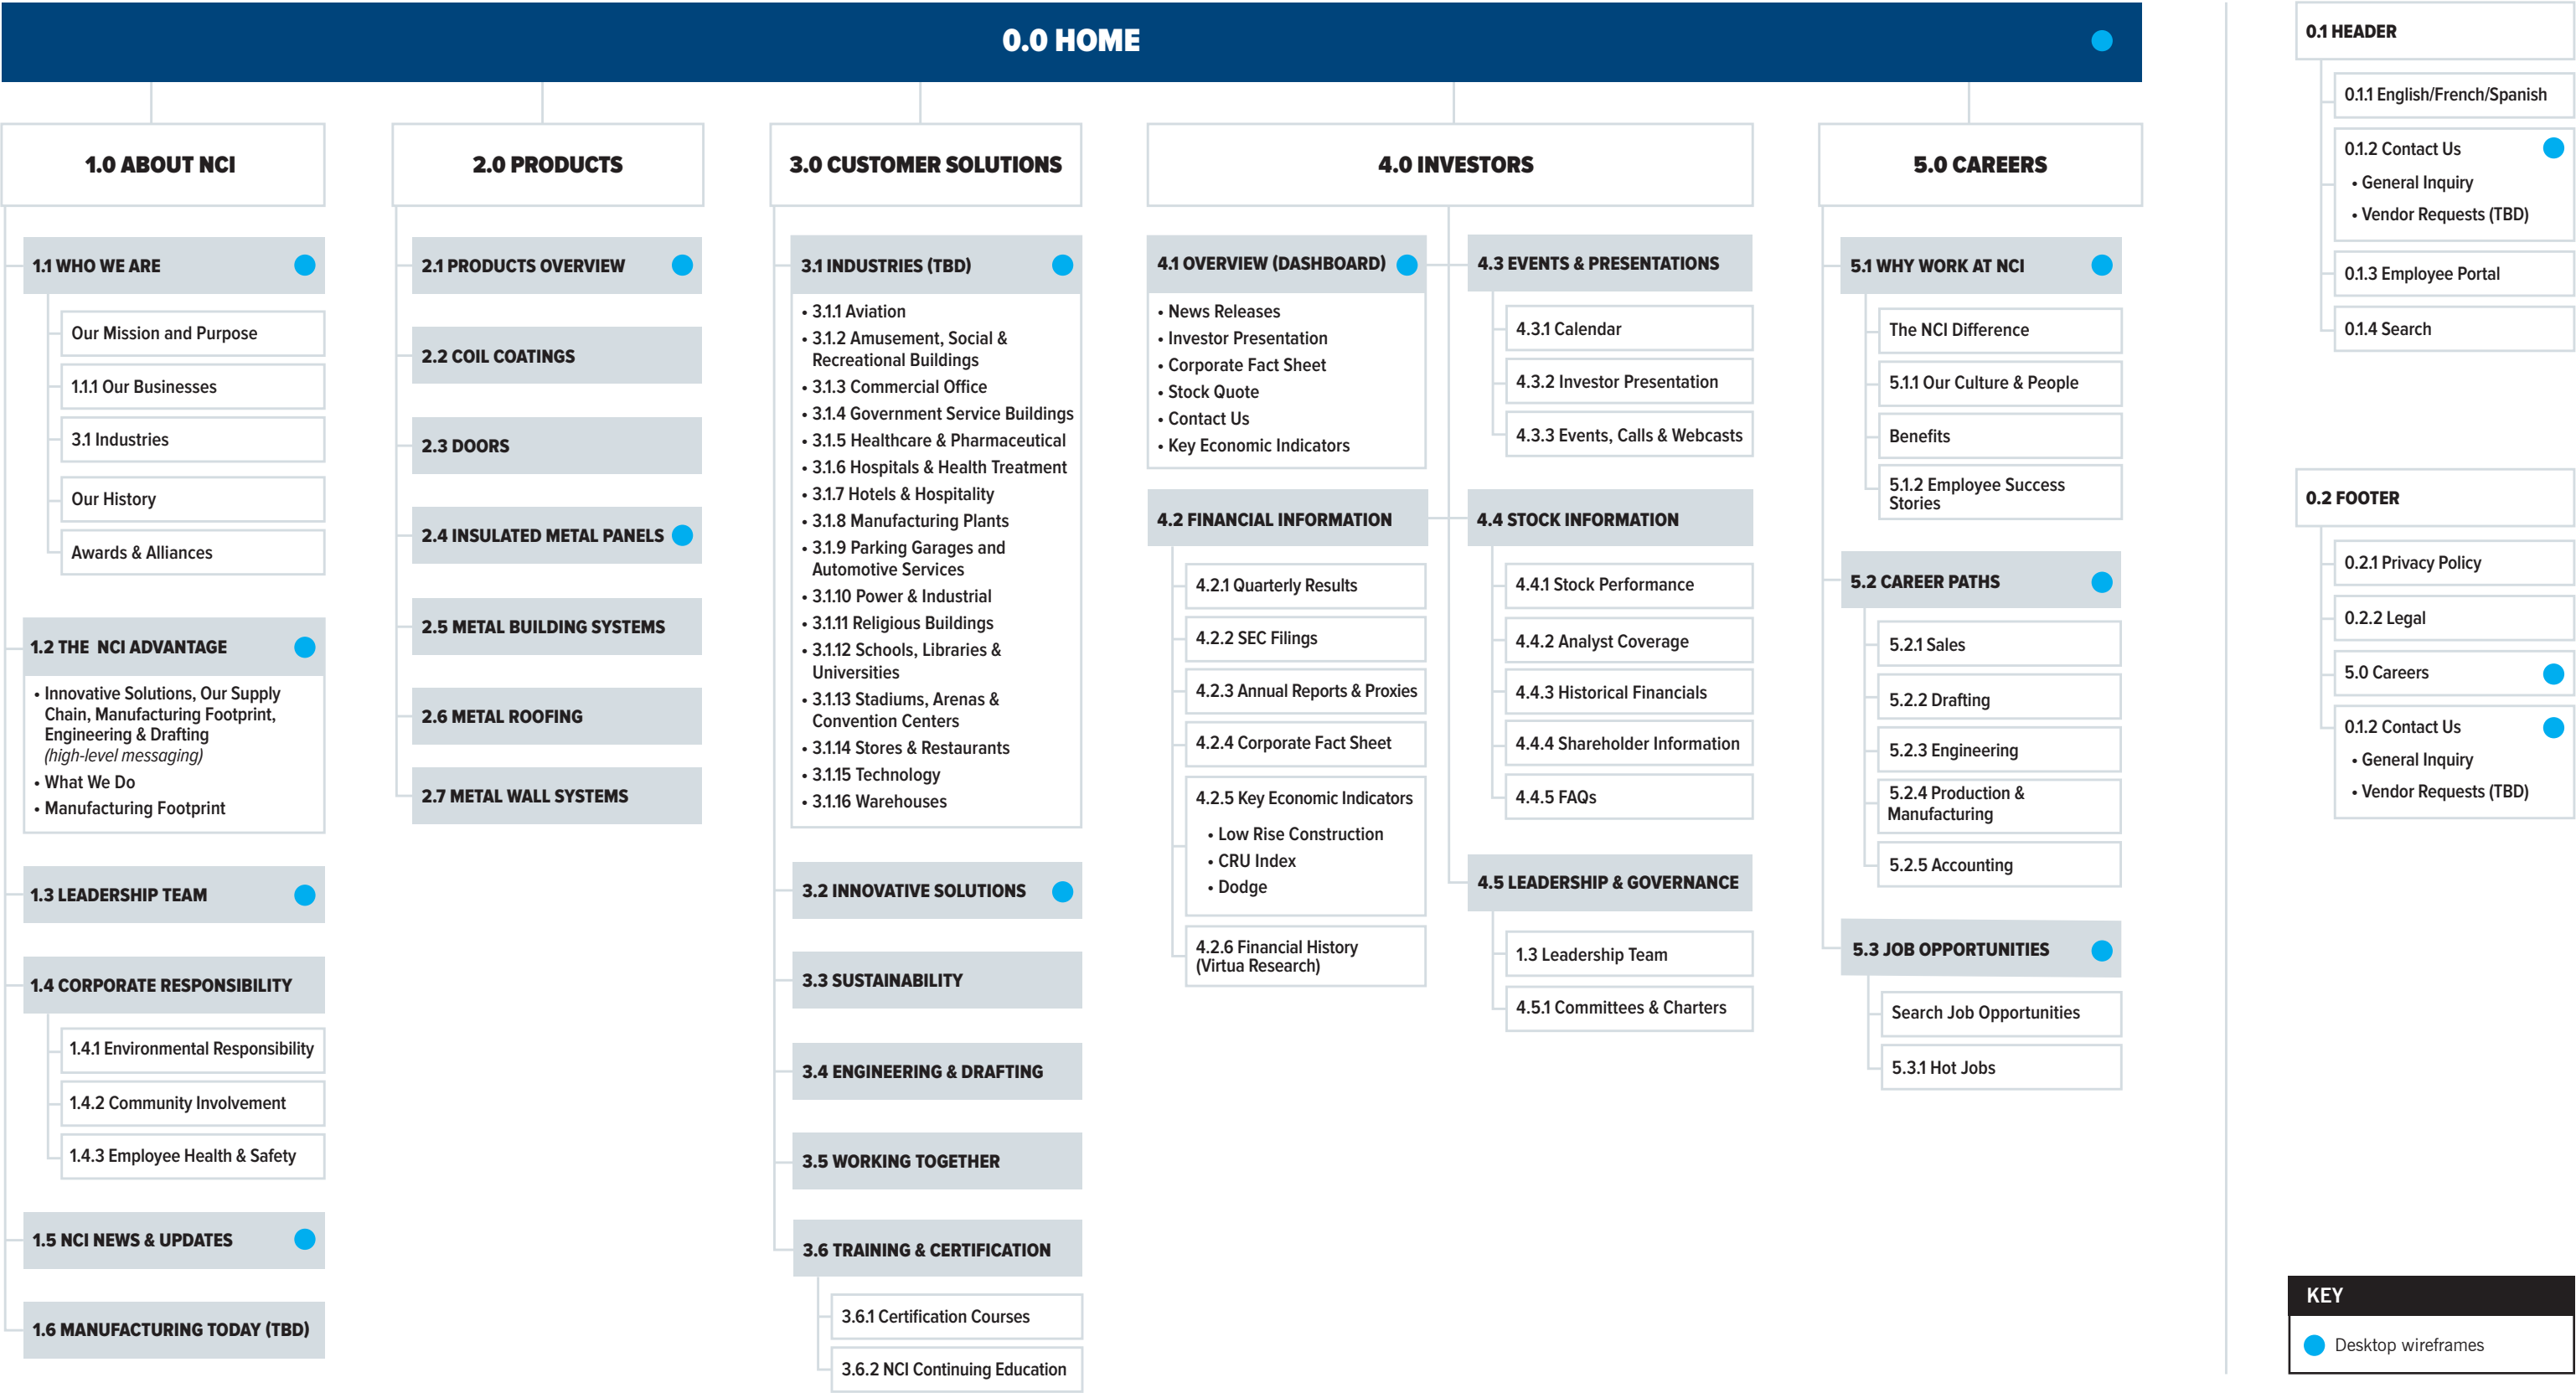 0.0 HOME
1.0 ABOUT NCI
1.1 WHO WE ARE
Our Mission and Purpose
1.1.1 Our Businesses
3.1 Industries
Our History
Awards & Alliances
1.2 THE  NCI ADVANTAGE
• Innovative Solutions, Our Supply
Chain, Manufacturing Footprint,
Engineering & Drafting
(high-level messaging)
• What We Do
• Manufacturing Footprint
1.3 LEADERSHIP TEAM
1.4 CORPORATE RESPONSIBILITY
1.4.1 Environmental Responsibility
1.4.2 Community Involvement
1.4.3 Employee Health & Safety
1.5 NCI NEWS & UPDATES
1.6 MANUFACTURING TODAY (TBD)
2.0 PRODUCTS
2.1 PRODUCTS OVERVIEW
2.2 COIL COATINGS
2.3 DOORS
2.4 INSULATED METAL PANELS
2.5 METAL BUILDING SYSTEMS
2.6 METAL ROOFING
2.7 METAL WALL SYSTEMS
3.0 CUSTOMER SOLUTIONS
3.1 INDUSTRIES (TBD)
• 3.1.1 Aviation
• 3.1.2 Amusement, Social &
Recreational Buildings
• 3.1.3 Commercial Office
• 3.1.4 Government Service Buildings
• 3.1.5 Healthcare & Pharmaceutical
• 3.1.6 Hospitals & Health Treatment
• 3.1.7 Hotels & Hospitality
• 3.1.8 Manufacturing Plants
• 3.1.9 Parking Garages and
Automotive Services
• 3.1.10 Power & Industrial
• 3.1.11 Religious Buildings
• 3.1.12 Schools, Libraries &
Universities
• 3.1.13 Stadiums, Arenas &
Convention Centers
• 3.1.14 Stores & Restaurants
• 3.1.15 Technology
• 3.1.16 Warehouses
3.2 INNOVATIVE SOLUTIONS
3.3 SUSTAINABILITY
3.4 ENGINEERING & DRAFTING
3.5 WORKING TOGETHER
3.6 TRAINING & CERTIFICATION
3.6.1 Certification Courses
3.6.2 NCI Continuing Education
4.0 INVESTORS
4.1 OVERVIEW (DASHBOARD)
• News Releases
• Investor Presentation
• Corporate Fact Sheet
• Stock Quote
• Contact Us
• Key Economic Indicators
4.2 FINANCIAL INFORMATION
4.2.1 Quarterly Results
4.2.2 SEC Filings
4.2.3 Annual Reports & Proxies
4.2.4 Corporate Fact Sheet
4.2.5 Key Economic Indicators
• Low Rise Construction
• CRU Index
• Dodge
4.2.6 Financial History
(Virtua Research)
4.3 EVENTS & PRESENTATIONS
4.3.1 Calendar
4.3.2 Investor Presentation
4.3.3 Events, Calls & Webcasts
4.4 STOCK INFORMATION
4.4.1 Stock Performance
4.4.2 Analyst Coverage
4.4.3 Historical Financials
4.4.4 Shareholder Information
4.4.5 FAQs
4.5 LEADERSHIP & GOVERNANCE
1.3 Leadership Team
4.5.1 Committees & Charters
5.0 CAREERS
5.1 WHY WORK AT NCI
The NCI Difference
5.1.1 Our Culture & People
Benefits
5.1.2 Employee Success
Stories
5.2 CAREER PATHS
5.2.1 Sales
5.2.2 Drafting
5.2.3 Engineering
5.2.4 Production &
Manufacturing
5.2.5 Accounting
5.3 JOB OPPORTUNITIES
Search Job Opportunities
5.3.1 Hot Jobs
0.1 HEADER
0.1.1 English/French/Spanish
0.1.2 Contact Us
• General Inquiry
• Vendor Requests (TBD)
0.1.3 Employee Portal
0.1.4 Search
0.2 FOOTER
0.2.1 Privacy Policy
0.2.2 Legal
5.0 Careers
0.1.2 Contact Us
• General Inquiry
• Vendor Requests (TBD)
KEY
Desktop wireframes